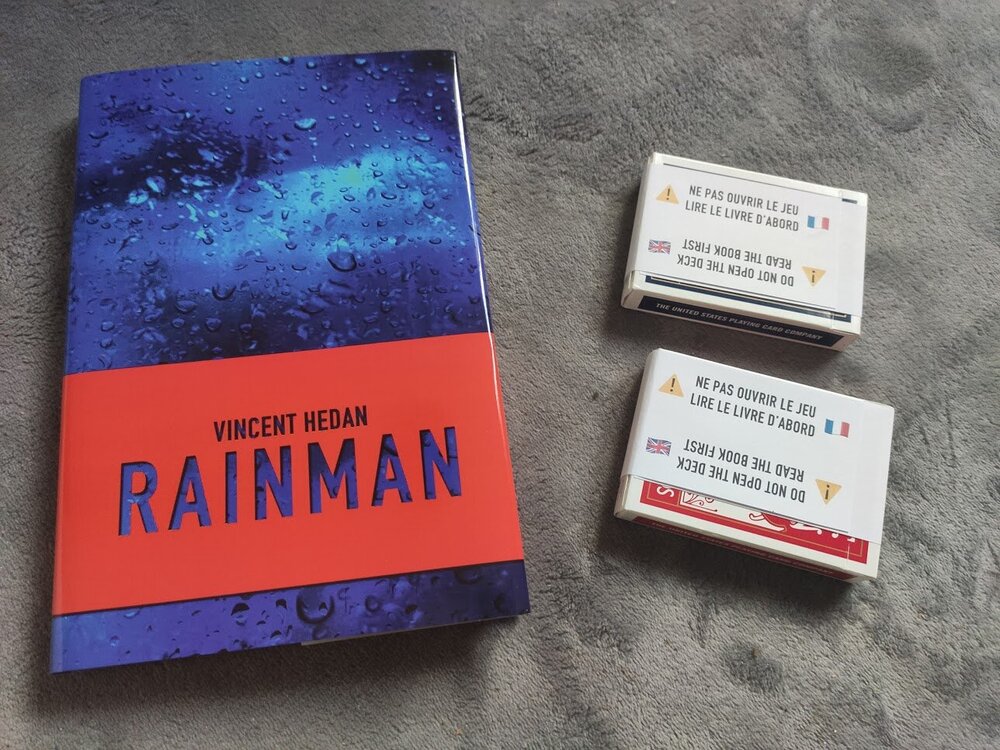 VINCENT HEDAN
RAINMAN
NE PAS OUVRIR LE JEU
LIRE LE LIVRE D'ABORD
DO NOT OPEN THE DECK
READ THE BOOK FIRST
THE UNITED STATES PLAYING CARD COMPANY
NE PAS OUVRIR LE JEU
LIRE LE LIVRE D'ABORD
DO NOT OPEN THE DECK
READ THE BOOK FIRST